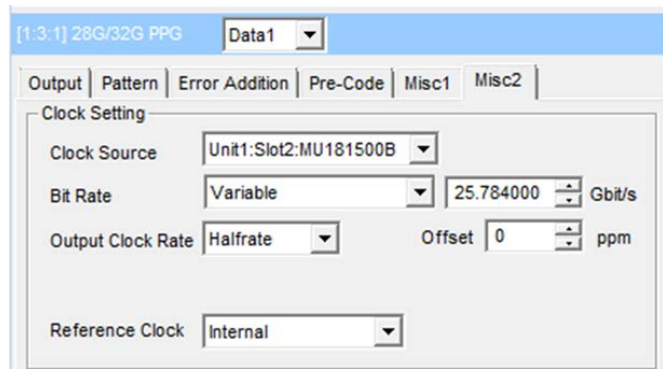 [1:3:1] 28G/32G PPG Data1
Output Pattern Error Addition Pre-Code Misc1 Misc2
Clock Setting
Clock Source Unit1:Slot2:MU181500B
Bit Rate Variable 25.784000 Gbit/s
Output Clock Rate Halfrate Offset 0 ppm
Reference Clock Internal